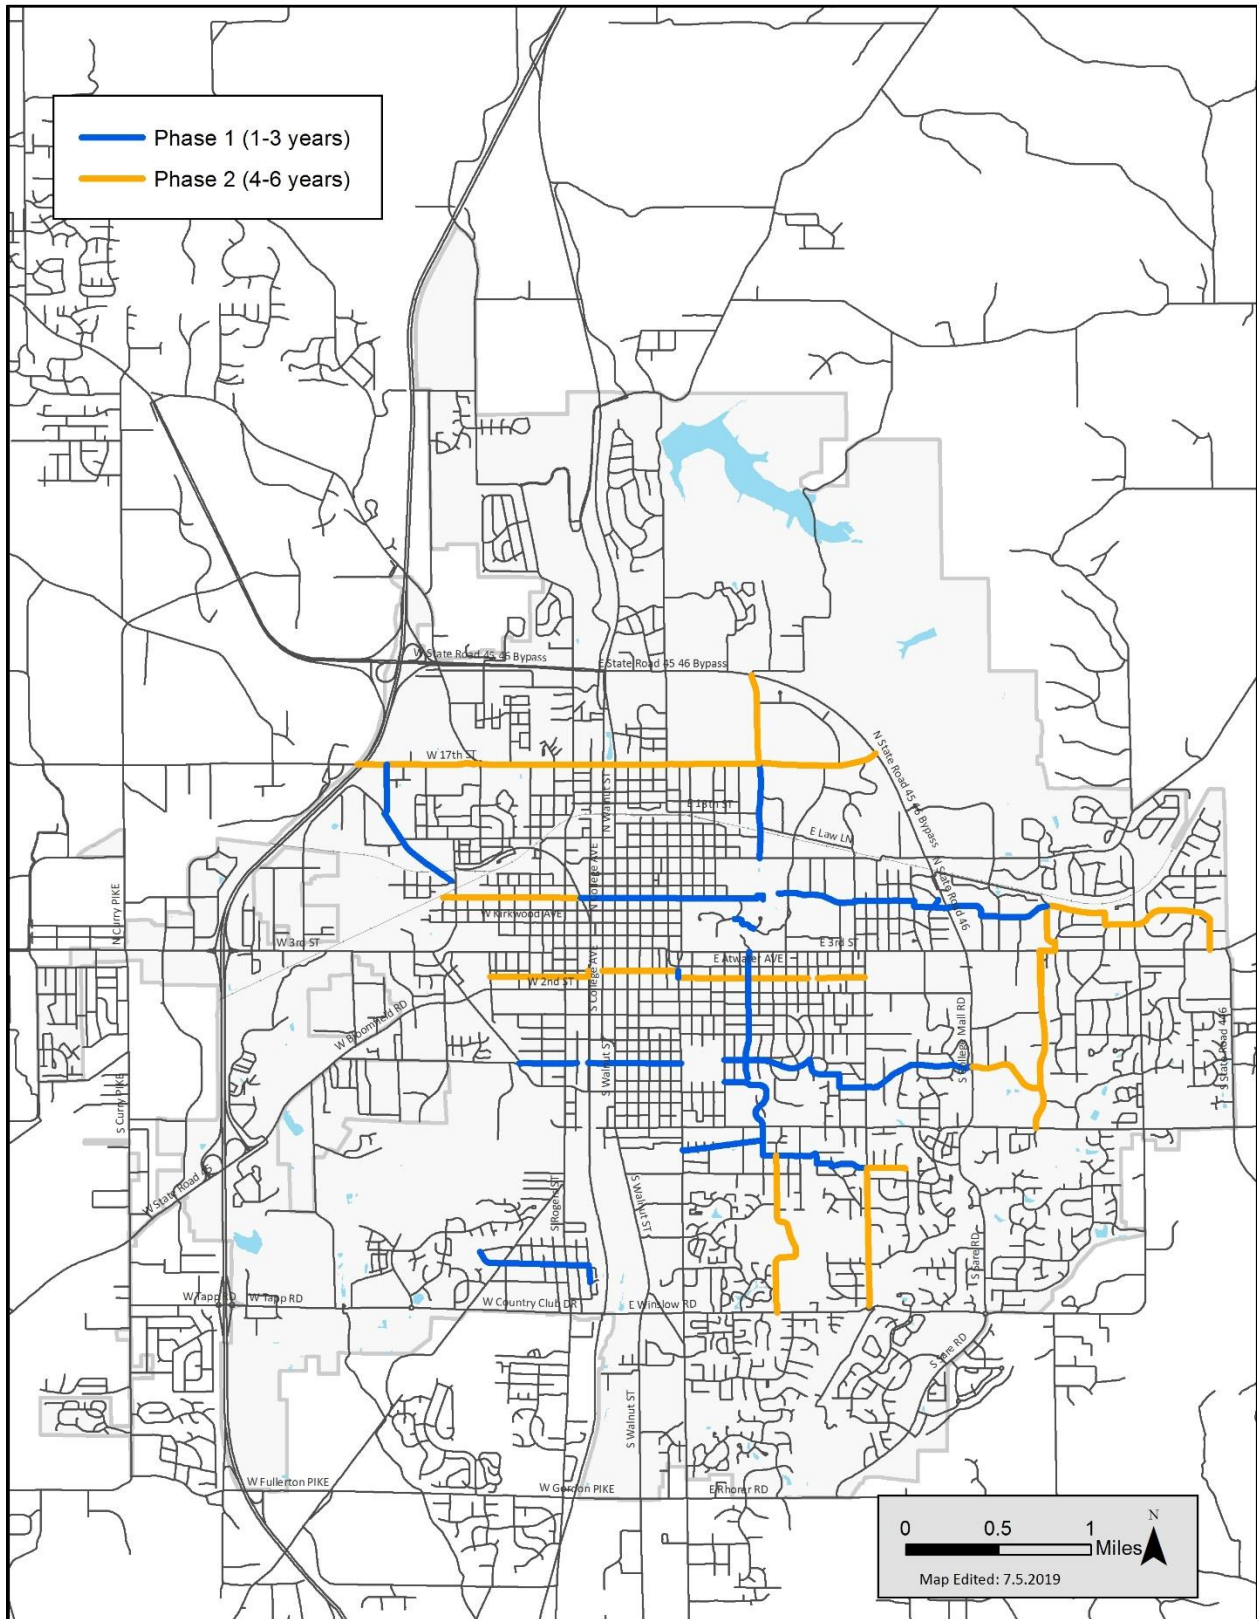 Phase 1 (1-3 years)
Phase 2 (4-6 years)
W State Road 45 46 Bypass
E State Road 45 46 Bypass
N State Road 45 46 Bypass
W 17th ST
N Walnut ST
E 13th ST
E Law LN
N State Road 46
N College AVE
N Curry PIKE
W Kirkwood AVE
W 3rd ST
E 3rd ST
E Atwater AVE
S College AVE
W 2nd ST
W Bloomfield RD
S College Mall RD
S State Road 446
S Walnut ST
S Curry PIKE
W State Road 45
S Rogers ST
S Walnut ST
S Sare RD
W Tapp RD
W Tapp RD
W Country Club DR
E Winslow RD
S Sare RD
S Walnut ST
W Fullerton PIKE
W Gordon PIKE
E Rhorer RD
N
0 0.5 1
Miles
Map Edited: 7.5.2019